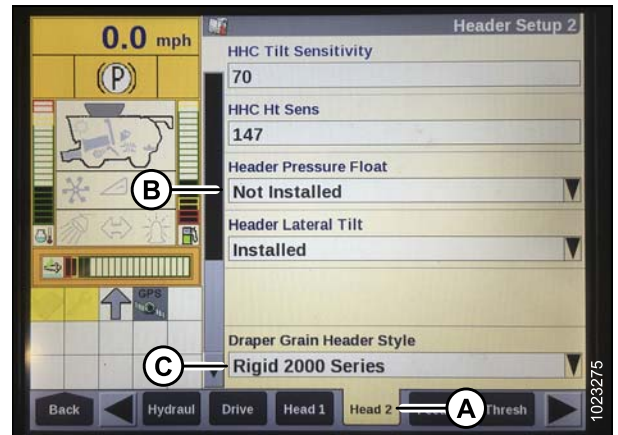 0.0 mph
(P)
GPS
Header Setup 2
HHC Tilt Sensitivity
70
HHC Ht Sens
147
Header Pressure Float
Not Installed
Header Lateral Tilt
Installed
Draper Grain Header Style
Rigid 2000 Series
B
C
A
Back
Hydraul
Drive
Head 1
Head 2
Thresh
1023275